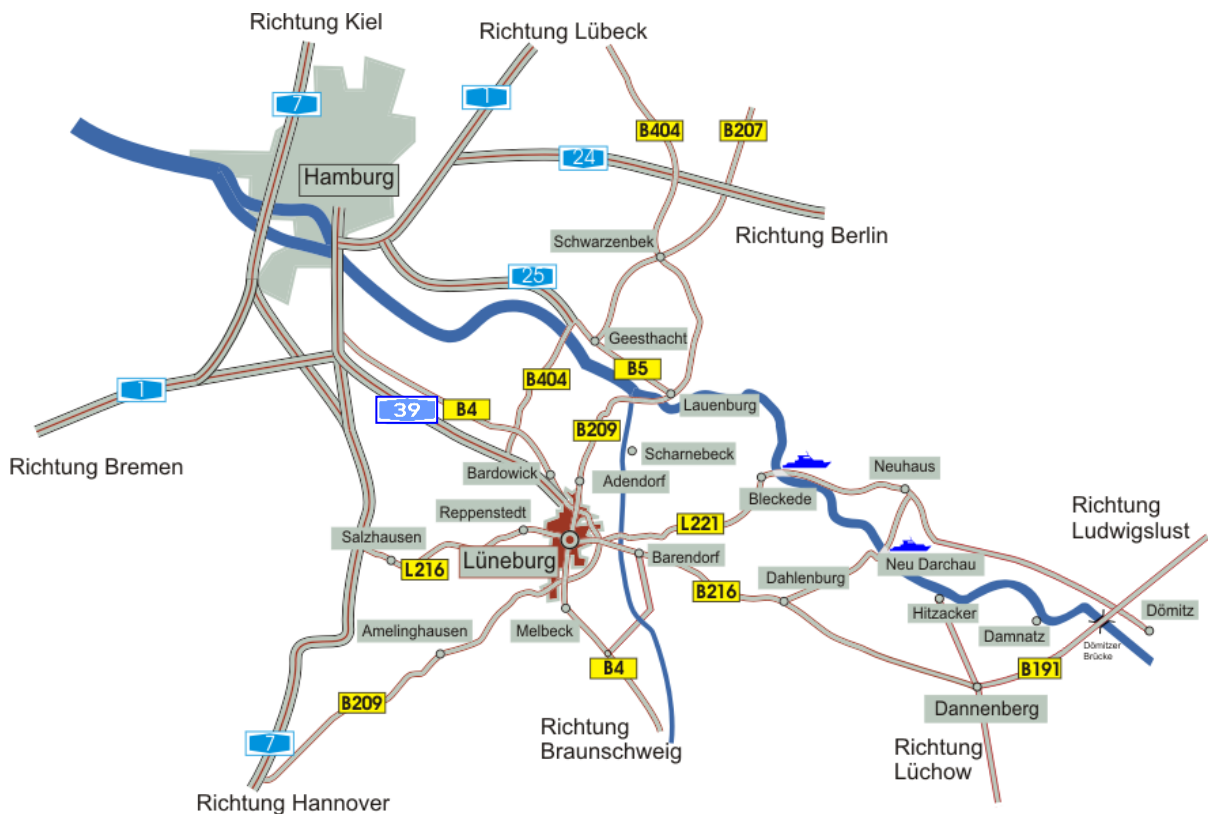 Richtung Kiel
Richtung Lübeck
7
1
B404
B207
24
Hamburg
Richtung Berlin
Schwarzenbek
25
Geesthacht
B5
B404
1
39
B4
Lauenburg
B209
Richtung Bremen
Scharnebeck
Bardowick
Adendorf
Neuhaus
Bleckede
Reppenstedt
L221
Richtung
Ludwigslust
Salzhausen
L216
Lüneburg
Barendorf
Neu Darchau
Dahlenburg
B216
Hitzacker
Dömitz
Amelinghausen
Melbeck
Damnatz
Dömitzer
Brücke
B4
B191
B209
Dannenberg
7
Richtung
Braunschweig
Richtung
Lüchow
Richtung Hannover